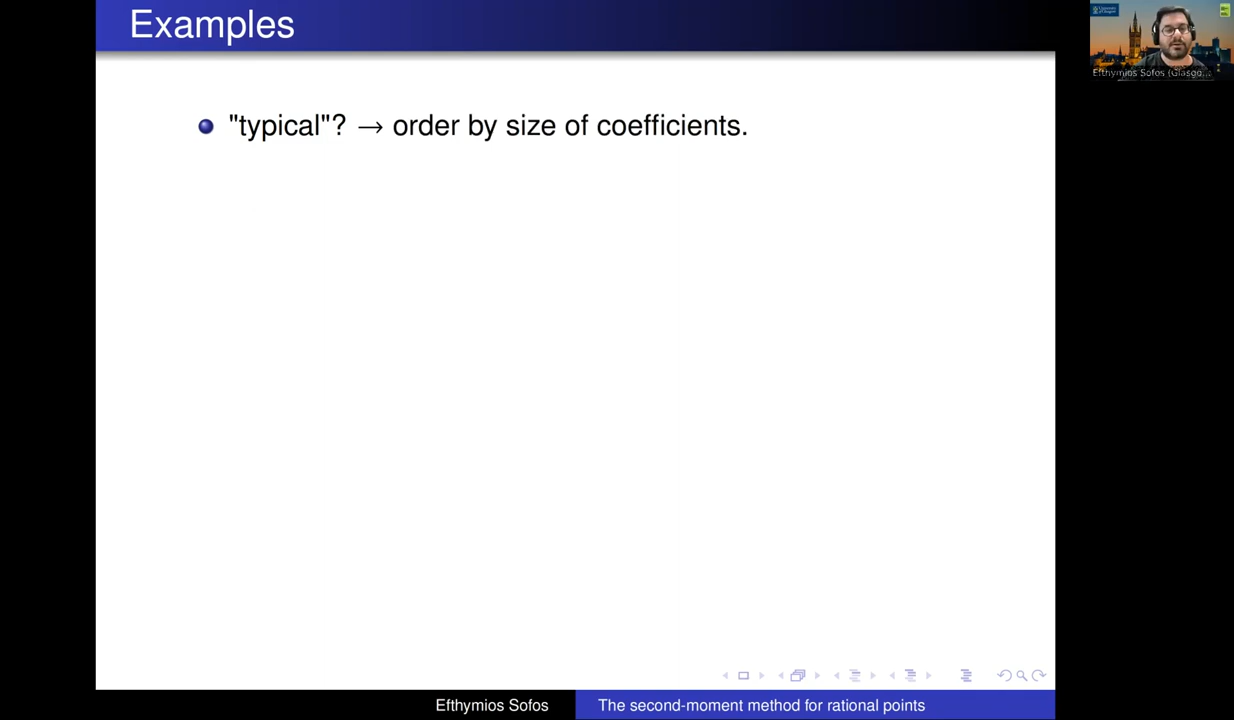 Examples
"typical"? → order by size of coefficients.
Efthymios Sofos (Glasgo...
Efthymios Sofos
The second-moment method for rational points